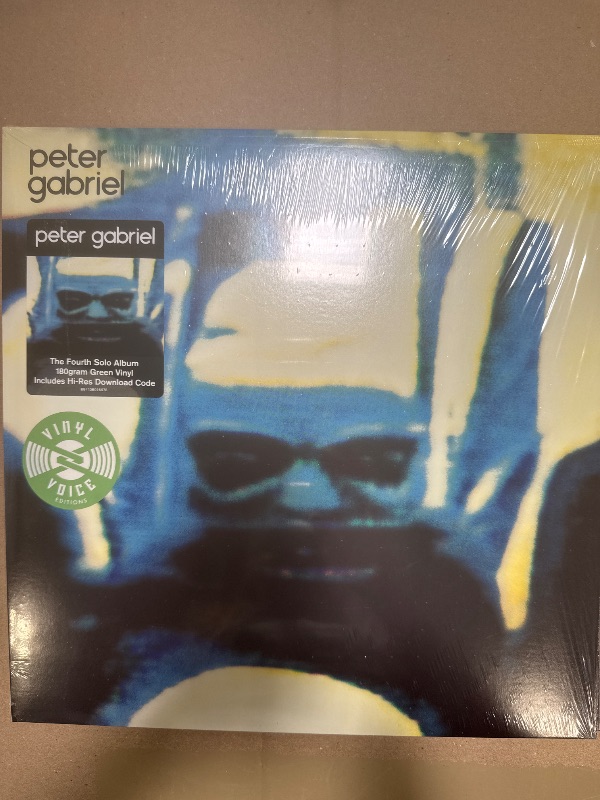 peter
gabriel
peter gabriel
The Fourth Solo Album
180gram Green Vinyl
Includes Hi-Res Download Code
VINYL
VOICE
EDITIONS